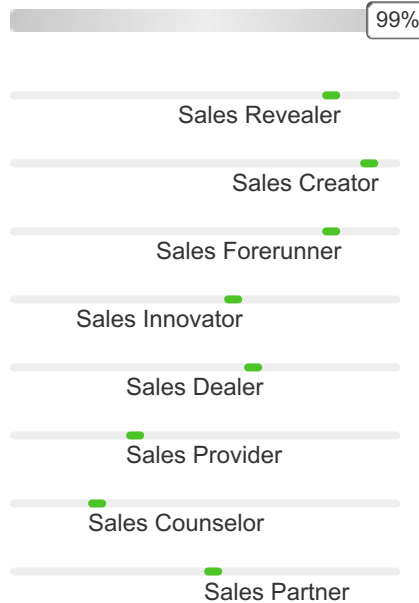 99%
Sales Revealer
Sales Creator
Sales Forerunner
Sales Innovator
Sales Dealer
Sales Provider
Sales Counselor
Sales Partner